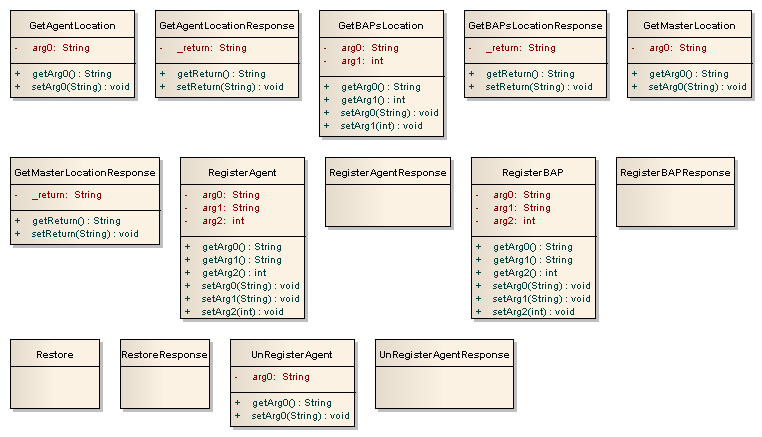 GetAgentLocation
- arg0: String
+ getArg0() : String
+ setArg0(String) : void
GetAgentLocationResponse
- _return: String
+ getReturn() : String
+ setReturn(String) : void
GetBAPsLocation
- arg0: String
- arg1: int
+ getArg0() : String
+ getArg1() : int
+ setArg0(String) : void
+ setArg1(int) : void
GetBAPsLocationResponse
- _return: String
+ getReturn() : String
+ setReturn(String) : void
GetMasterLocation
- arg0: String
+ getArg0() : String
+ setArg0(String) : void
GetMasterLocationResponse
- _return: String
+ getReturn() : String
+ setReturn(String) : void
RegisterAgent
- arg0: String
- arg1: String
- arg2: int
+ getArg0() : String
+ getArg1() : String
+ getArg2() : int
+ setArg0(String) : void
+ setArg1(String) : void
+ setArg2(int) : void
RegisterAgentResponse
RegisterBAP
- arg0: String
- arg1: String
- arg2: int
+ getArg0() : String
+ getArg1() : String
+ getArg2() : int
+ setArg0(String) : void
+ setArg1(String) : void
+ setArg2(int) : void
RegisterBAPResponse
Restore
RestoreResponse
UnRegisterAgent
- arg0: String
+ getArg0() : String
+ setArg0(String) : void
UnRegisterAgentResponse